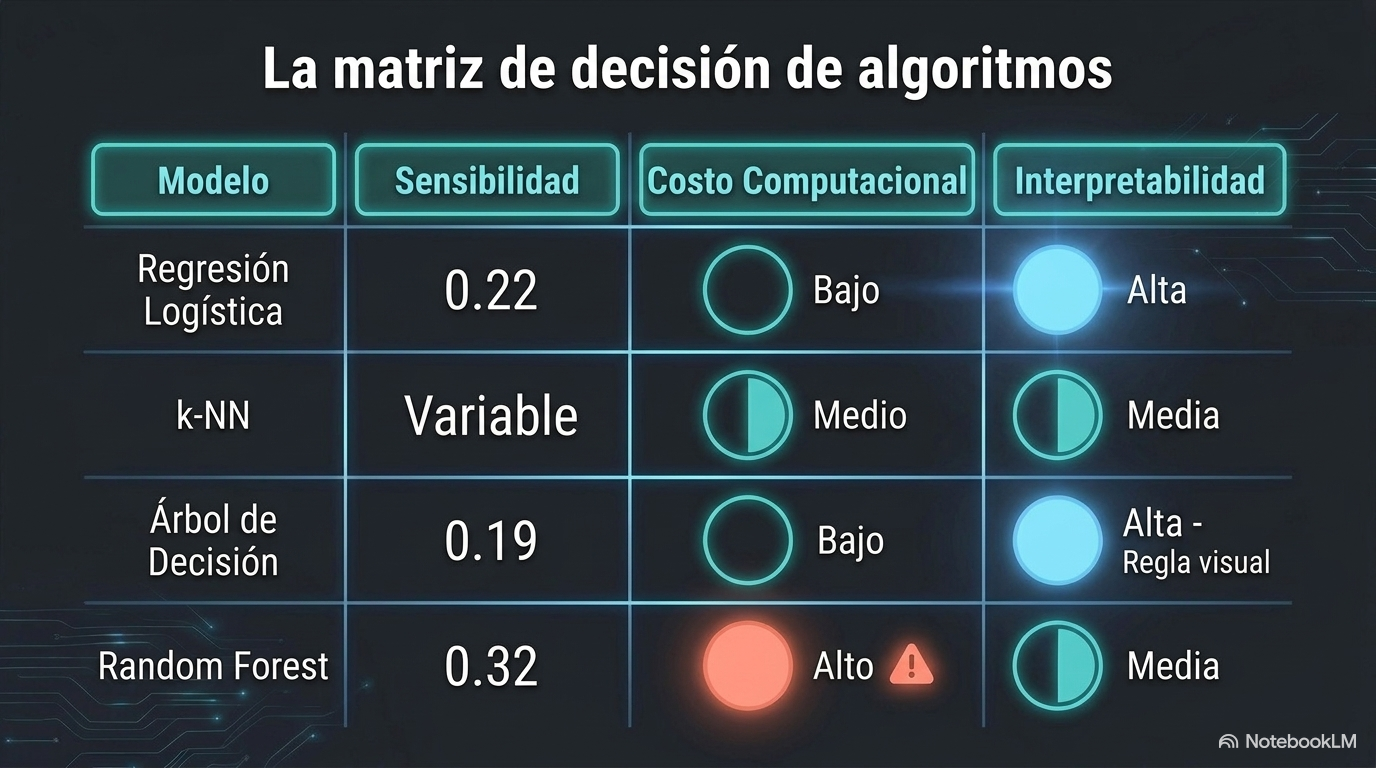 La matriz de decisión de algoritmos
Modelo
Sensibilidad
Costo Computacional
Interpretabilidad
Regresión
Logística
0.22
Bajo
Alta
k-NN
Variable
Medio
Media
Árbol de
Decisión
0.19
Bajo
Alta -
Regla visual
Random Forest
0.32
Alto
Media
NotebookLM